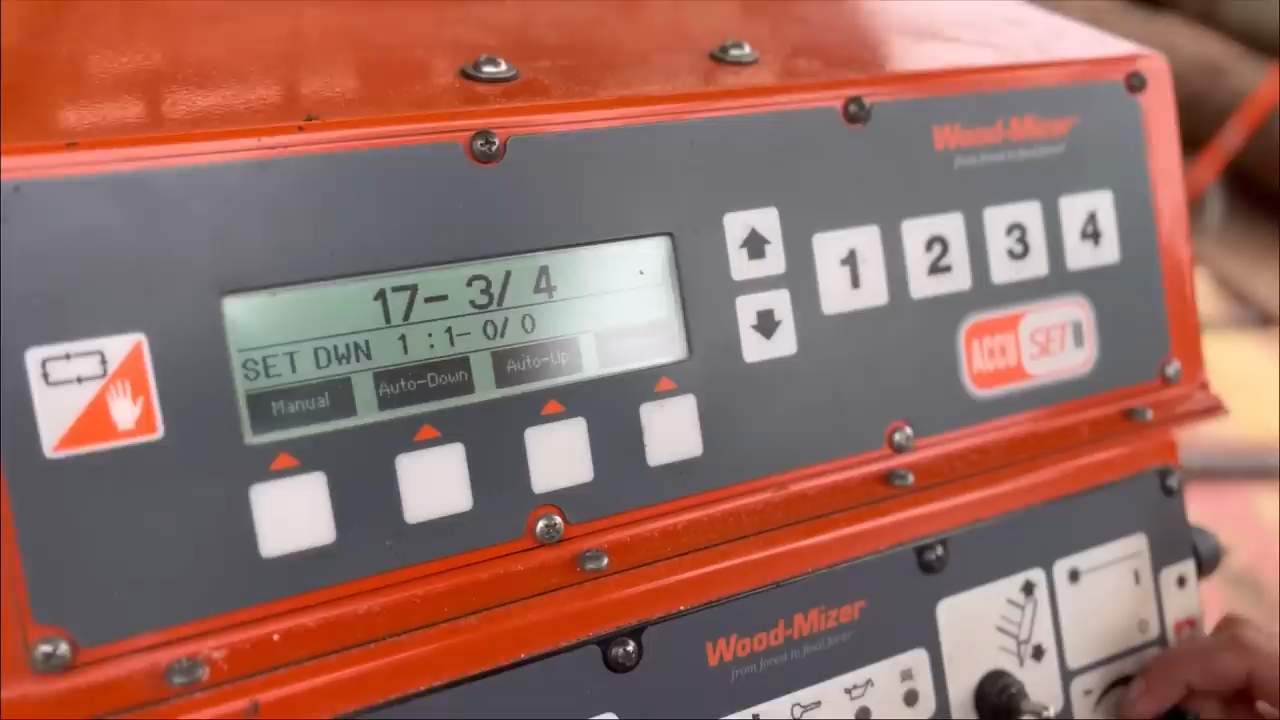 Wood-Mizer
from forest to final form
1
2
3
4
17- 3/ 4
SET DWN 1 :1- 0/ 0
Manual
Auto-Down
Auto-Up
ACCU SET II
Wood-Mizer
from forest to final form